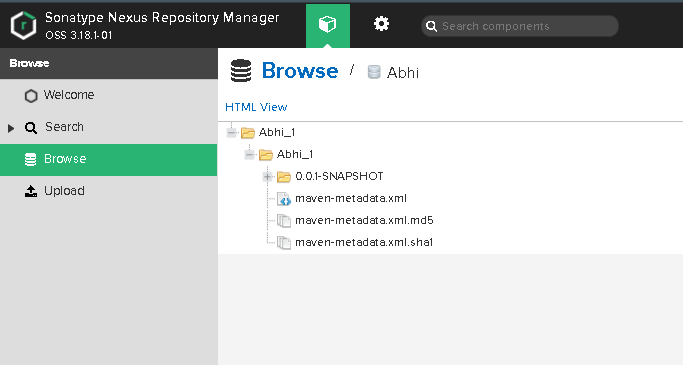 Sonatype Nexus Repository Manager
OSS 3.18.1-01
Search components
Browse
Welcome
Search
Browse
Upload
Browse / Abhi
HTML View
Abhi_1
Abhi_1
0.0.1-SNAPSHOT
maven-metadata.xml
maven-metadata.xml.md5
maven-metadata.xml.sha1